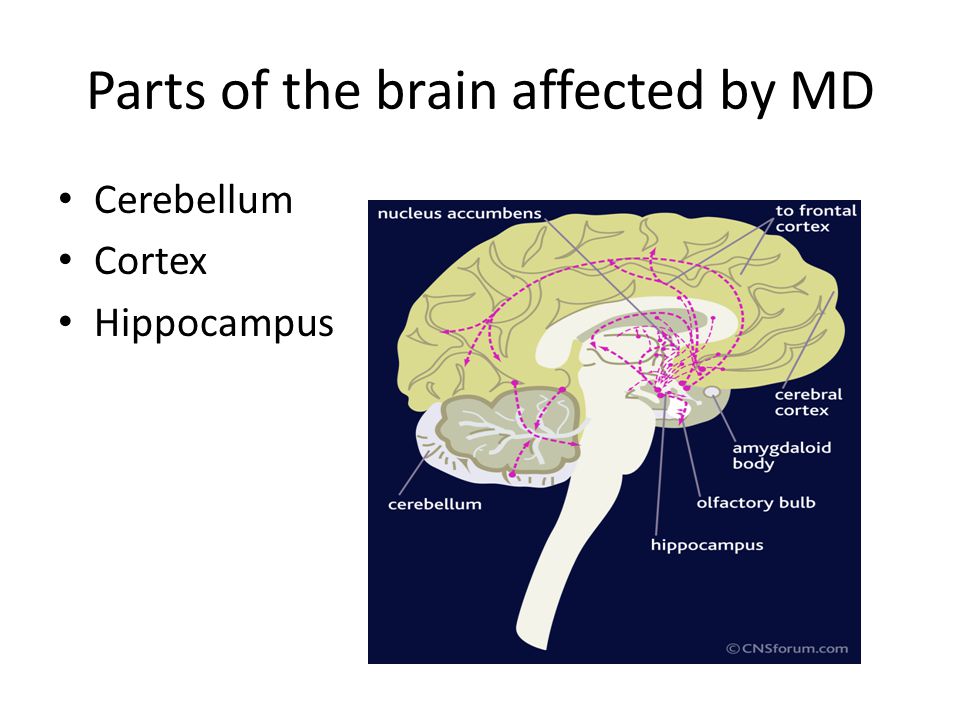 Parts of the brain affected by MD
• Cerebellum
• Cortex
• Hippocampus
nucleus accumbens
to frontal
cortex
cerebral
cortex
amygdaloid
body
olfactory bulb
cerebellum
hippocampus
© CNSforum.com